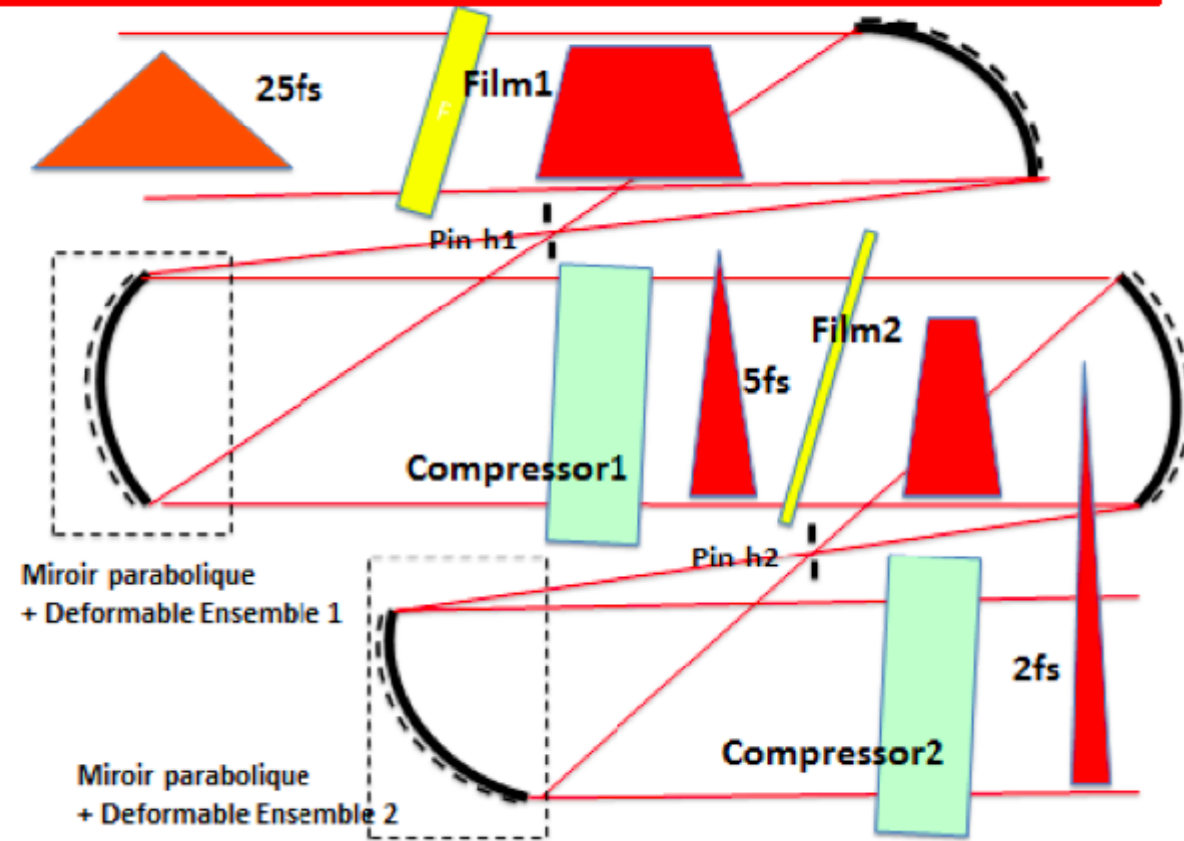 25fs
Film1
F
Pin h1
Film2
5fs
Compressor1
Pin h2
Miroir parabolique
+ Deformable Ensemble 1
2fs
Compressor2
Miroir parabolique
+ Deformable Ensemble 2